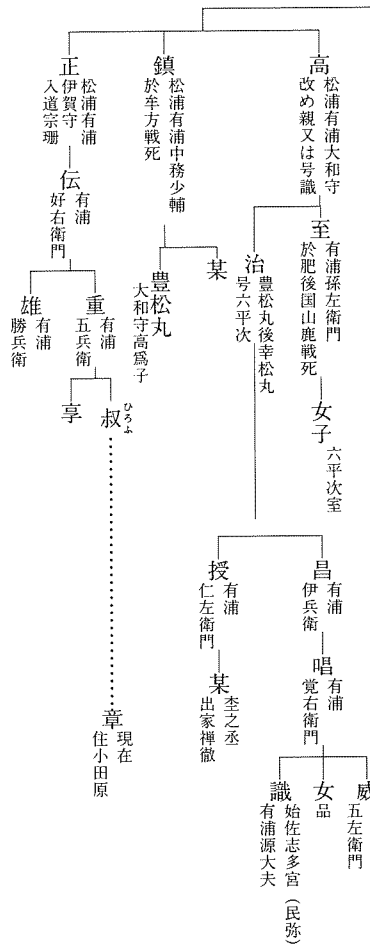 高
松浦有浦大和守
改め親又は号識
至
有浦孫左衛門
於肥後国山鹿戦死
女子
六平次室
治
豊松丸後幸松丸
号六平次
昌
有浦
伊兵衛
唱
有浦
覚右衛門
威
五左衛門
女
品
識
始佐志多宮(民弥)
有浦源大夫
授
有浦
仁左衛門
某
杢之丞
出家禅徹
鎮
松浦有浦中務少輔
於牟方戦死
某
豊松丸
大和守高爲子
正
松浦有浦
伊賀守
入道宗珊
伝
有浦
好右衛門
重
有浦
五兵衛
叔
ひろふ
章
現在
住小田原
享
雄
有浦
勝兵衛